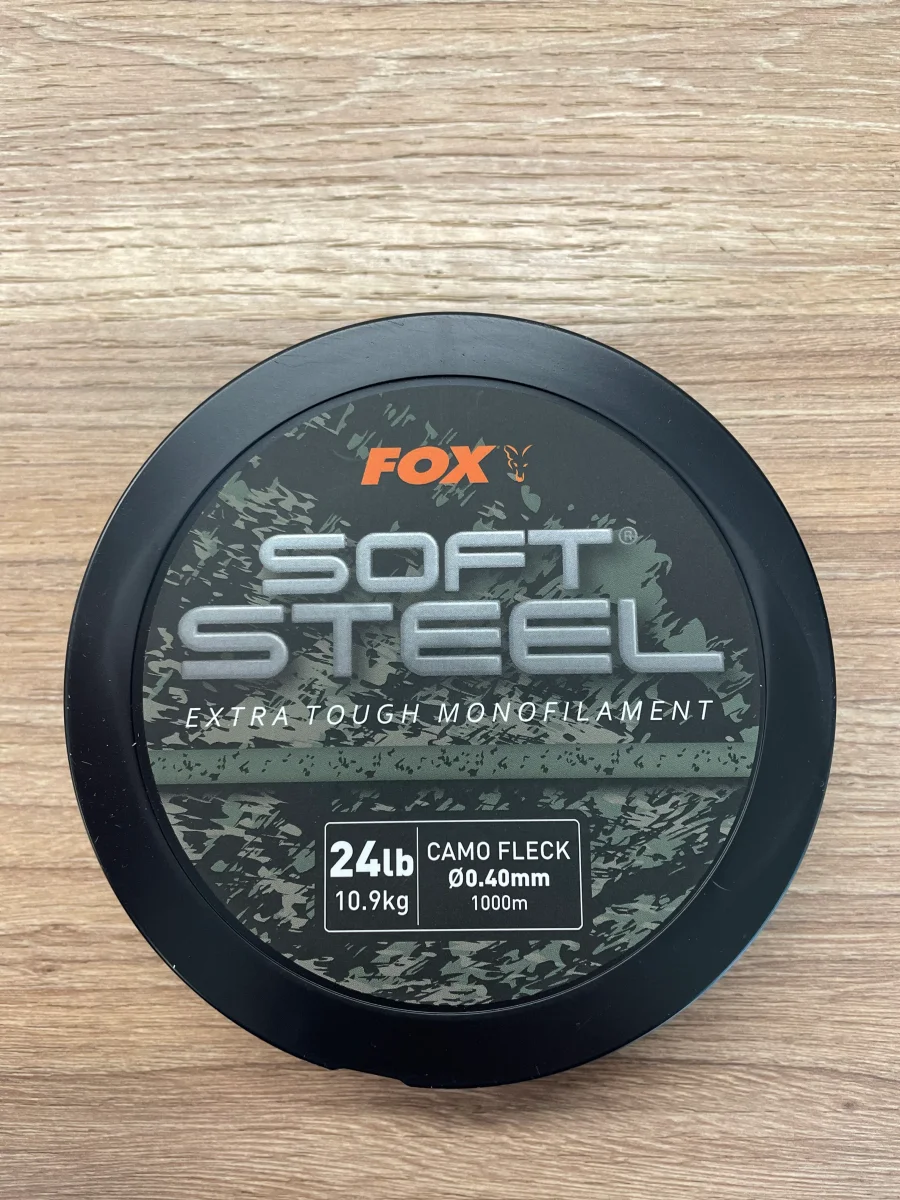 FOX
SOFT®
STEEL
EXTRA TOUGH MONOFILAMENT
24lb
10.9kg
CAMO FLECK
Ø0.40mm
1000m